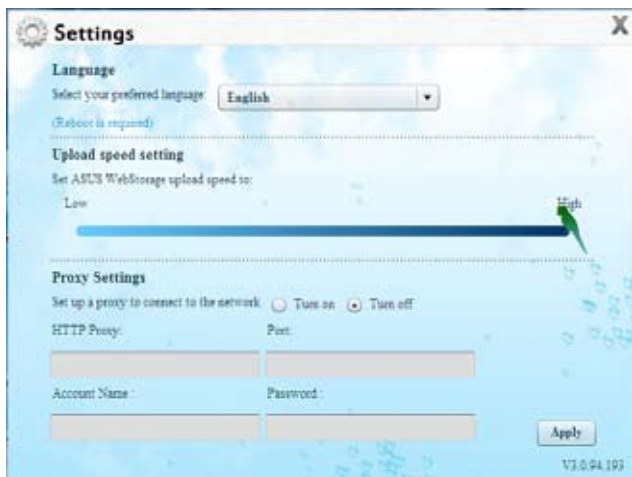 Settings
X
Language
Select your preferred language: English
(Reboot is required)
Upload speed setting
Set ASUS WebStorage upload speed to:
Low High
Proxy Settings
Set up a proxy to connect to the network Turn on Turn off
HTTP Proxy: Port:
Account Name : Password :
Apply
V3.0.94.193